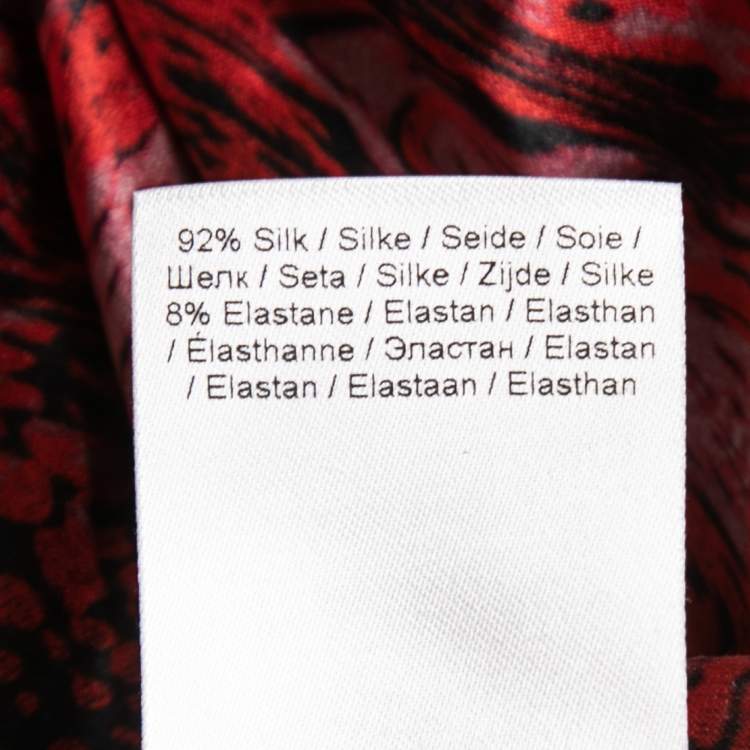 92% Silk / Silke / Seide / Soie /
Шелк / Seta / Silke / Zijde / Silke
8% Elastane / Elastan / Elasthan
/ Élasthanne / Эластан / Elastan
/ Elastan / Elastaan / Elasthan